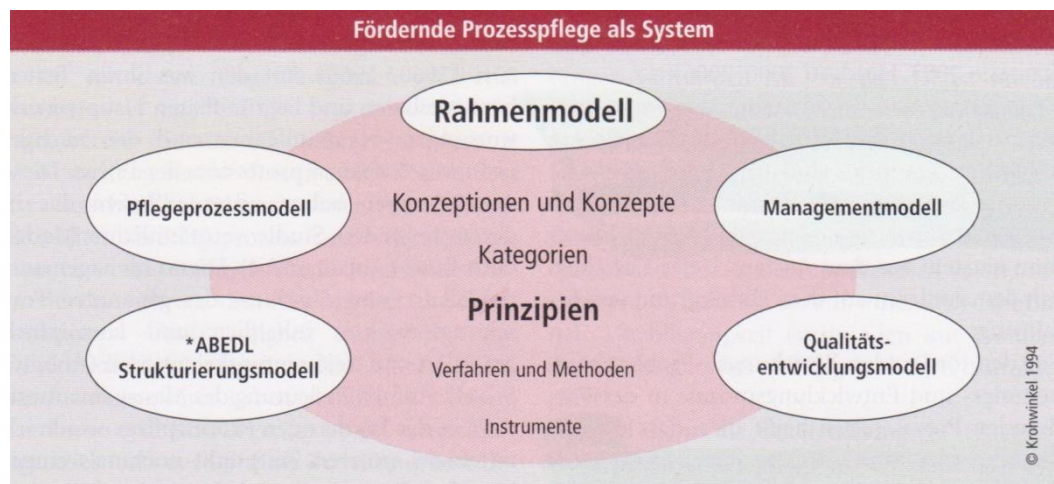 Fördernde Prozesspflege als System
Rahmenmodell
Pflegeprozessmodell
Konzeptionen und Konzepte
Managementmodell
Kategorien
Prinzipien
*ABEDL
Strukturierungsmodell
Verfahren und Methoden
Qualitäts-
entwicklungsmodell
Instrumente
© Krohwinkel 1994